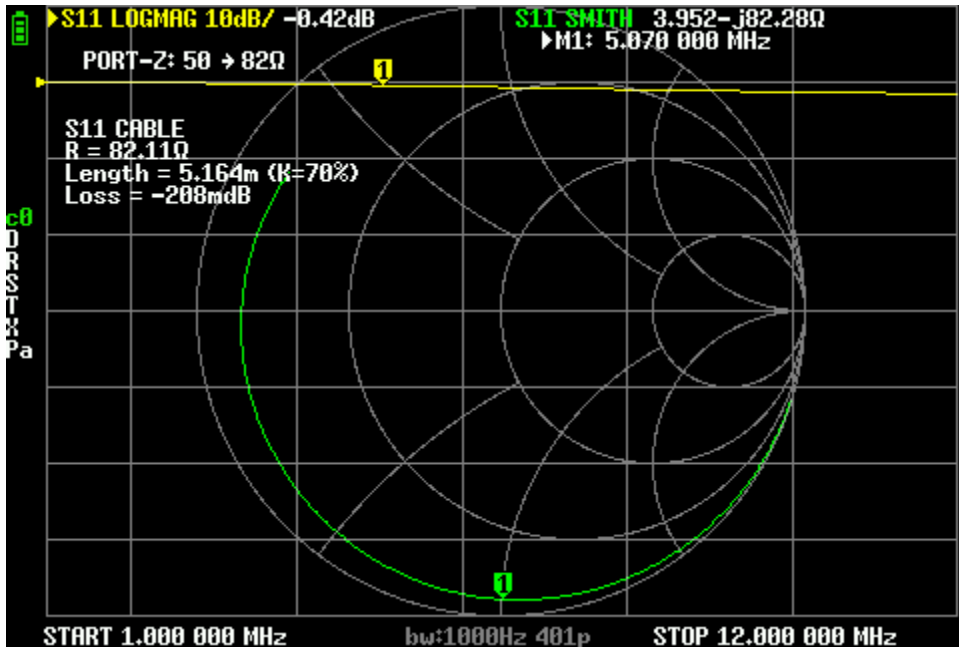 S11 LOGMAG 10dB/ -0.42dB
S11 SMITH 3.952-j82.28Ω
M1: 5.070 000 MHz
PORT-Z: 50 → 82Ω
1
S11 CABLE
R = 82.11Ω
Length = 5.164m (K=70%)
Loss = -208mdB
c0
D
R
S
T
X
Pa
1
START 1.000 000 MHz
bw:1000Hz 401p
STOP 12.000 000 MHz